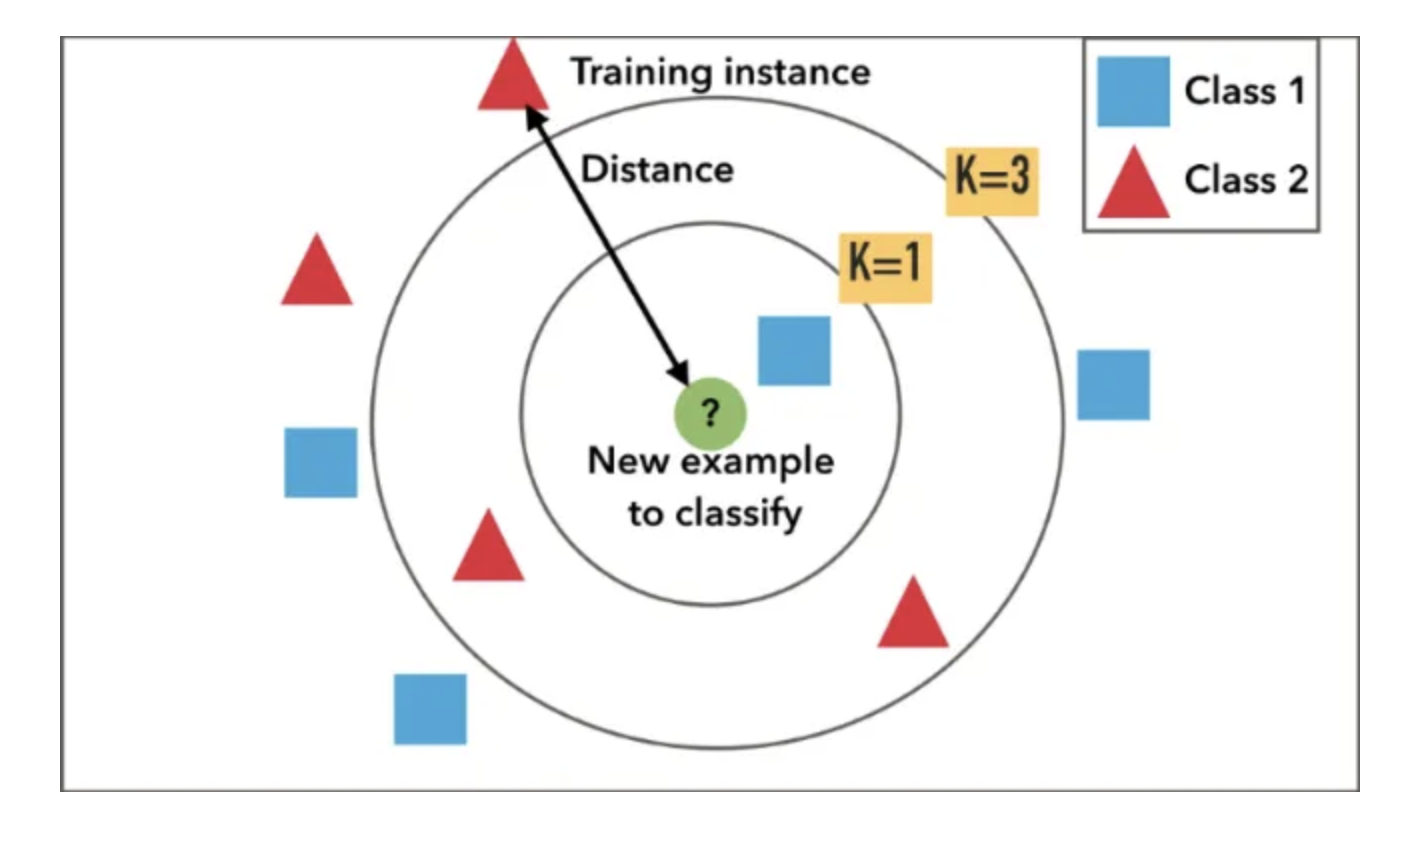 Training instance
Class 1
K=3
Distance
Class 2
K=1
?
New example
to classify